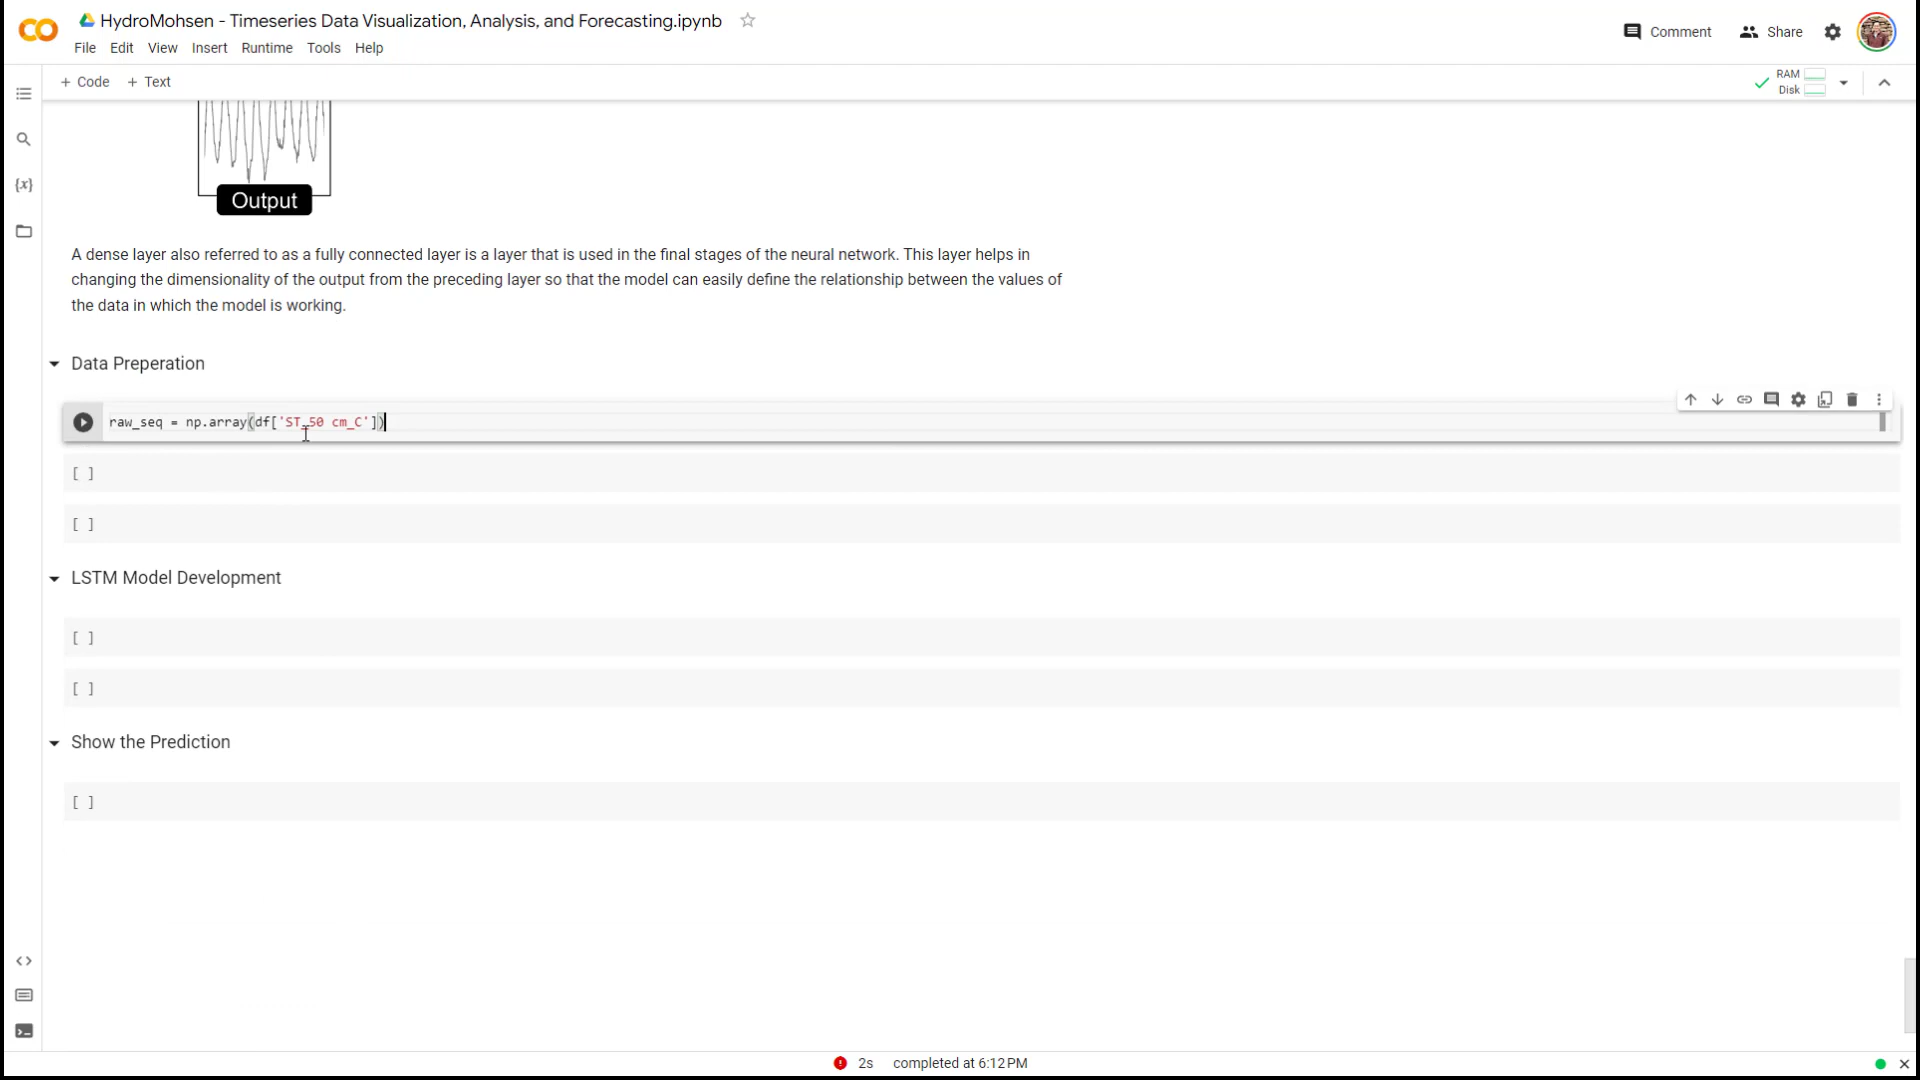 HydroMohsen - Timeseries Data Visualization, Analysis, and Forecasting.ipynb
File Edit View Insert Runtime Tools Help
Comment Share
+ Code + Text
RAM
Disk
Output
A dense layer also referred to as a fully connected layer is a layer that is used in the final stages of the neural network. This layer helps in
changing the dimensionality of the output from the preceding layer so that the model can easily define the relationship between the values of
the data in which the model is working.
Data Preperation
raw_seq = np.array(df['ST_50 cm_C'])
[ ]
[ ]
LSTM Model Development
[ ]
[ ]
Show the Prediction
[ ]
2s completed at 6:12 PM